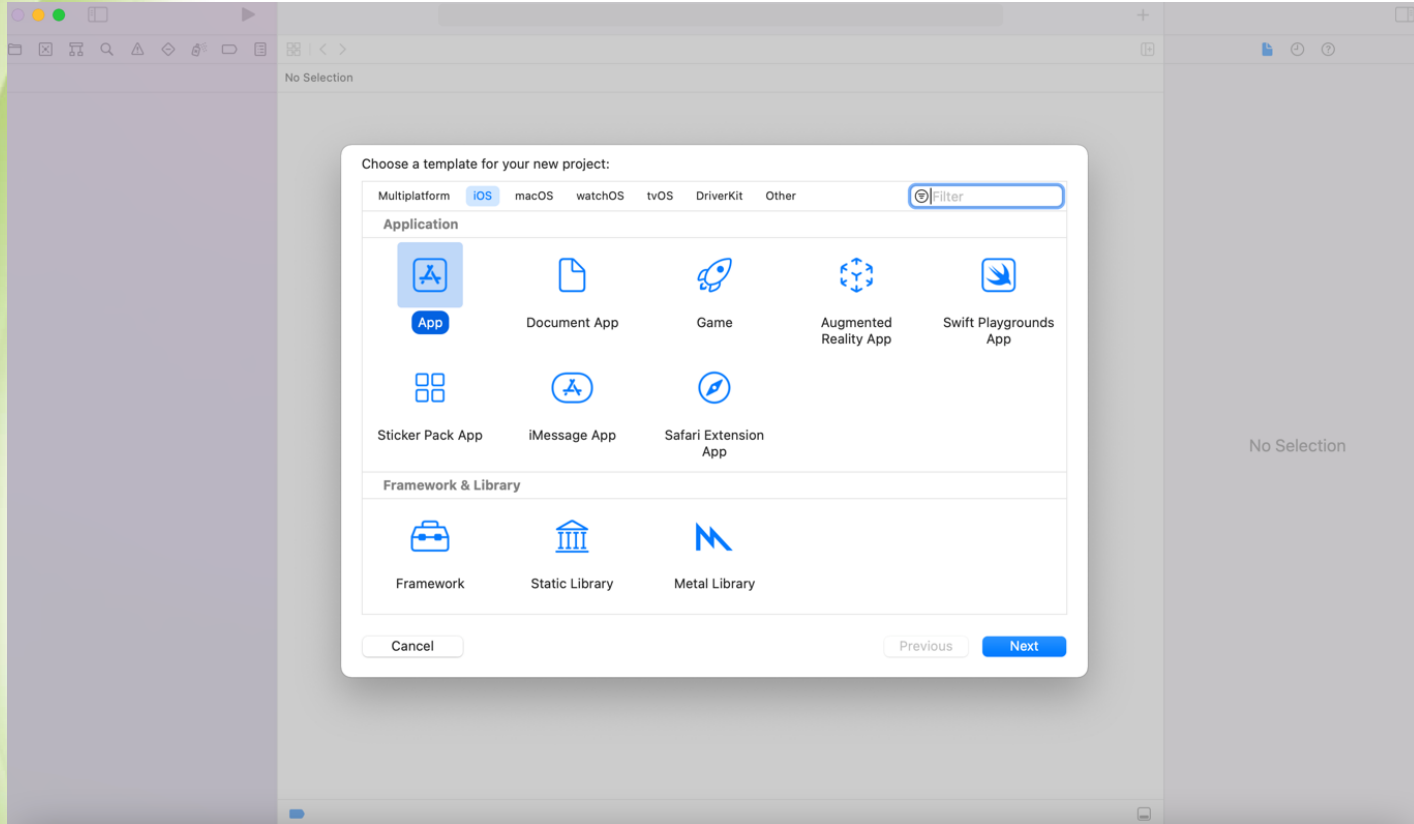 No Selection
Choose a template for your new project:
Multiplatform iOS macOS watchOS tvOS DriverKit Other Filter
Application
App Document App Game Augmented Reality App Swift Playgrounds App
Sticker Pack App iMessage App Safari Extension App
No Selection
Framework & Library
Framework Static Library Metal Library
Cancel Previous Next